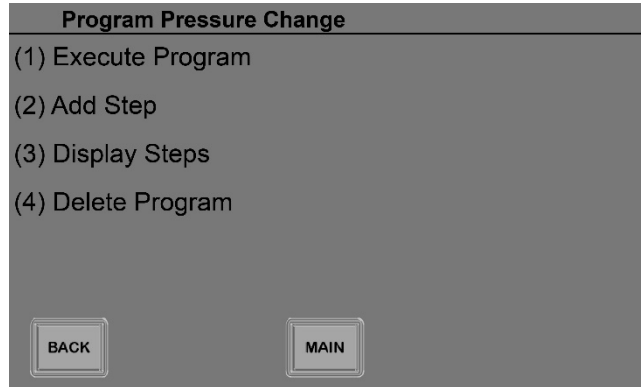 Program Pressure Change
(1) Execute Program
(2) Add Step
(3) Display Steps
(4) Delete Program
BACK
MAIN